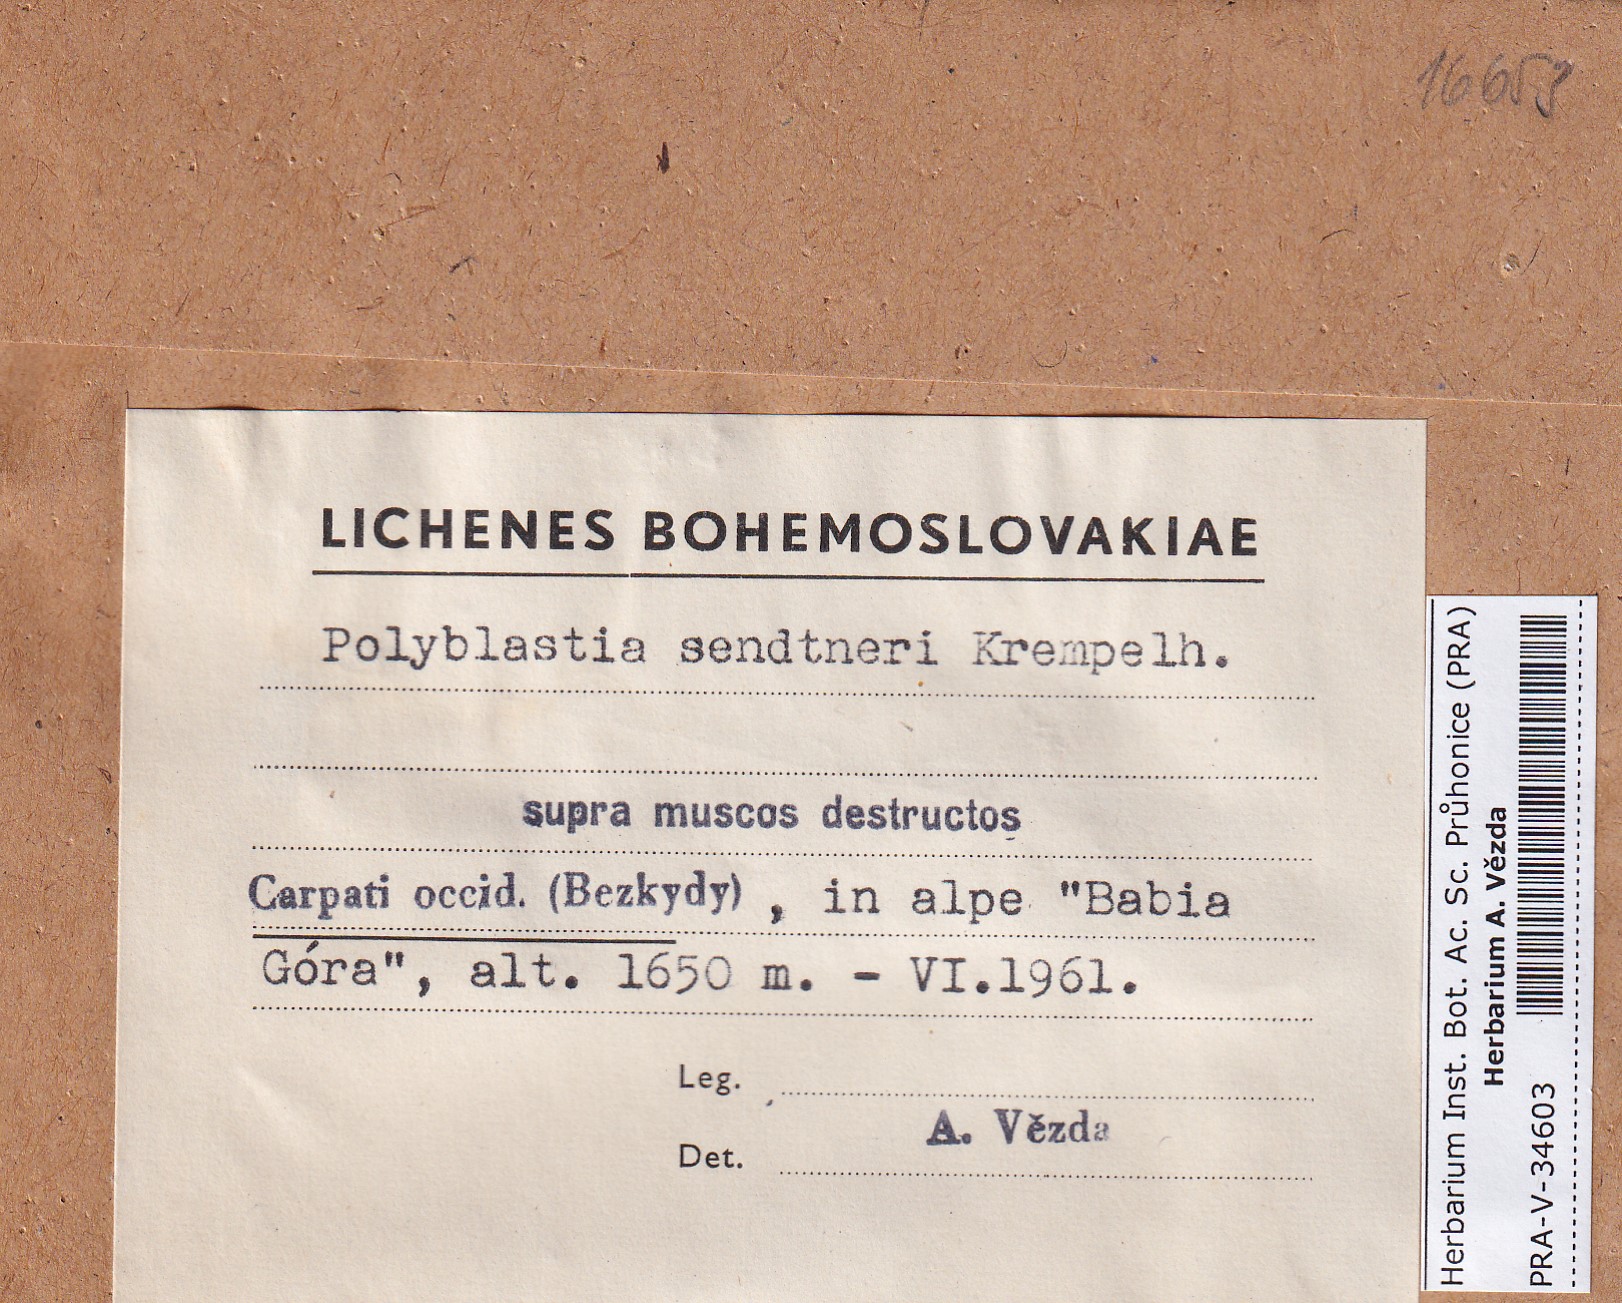 16653
LICHENES BOHEMOSLOVAKIAE
Polyblastia sendtneri Krempelh.
supra muscos destructos
Carpati occid. (Bezkydy) , in alpe "Babia
Góra", alt. 1650 m. - VI.1961.
Leg.
A. Vězda
Det.
Herbarium Inst. Bot. Ac. Sc. Průhonice (PRA)
Herbarium A. Vězda
PRA-V-34603